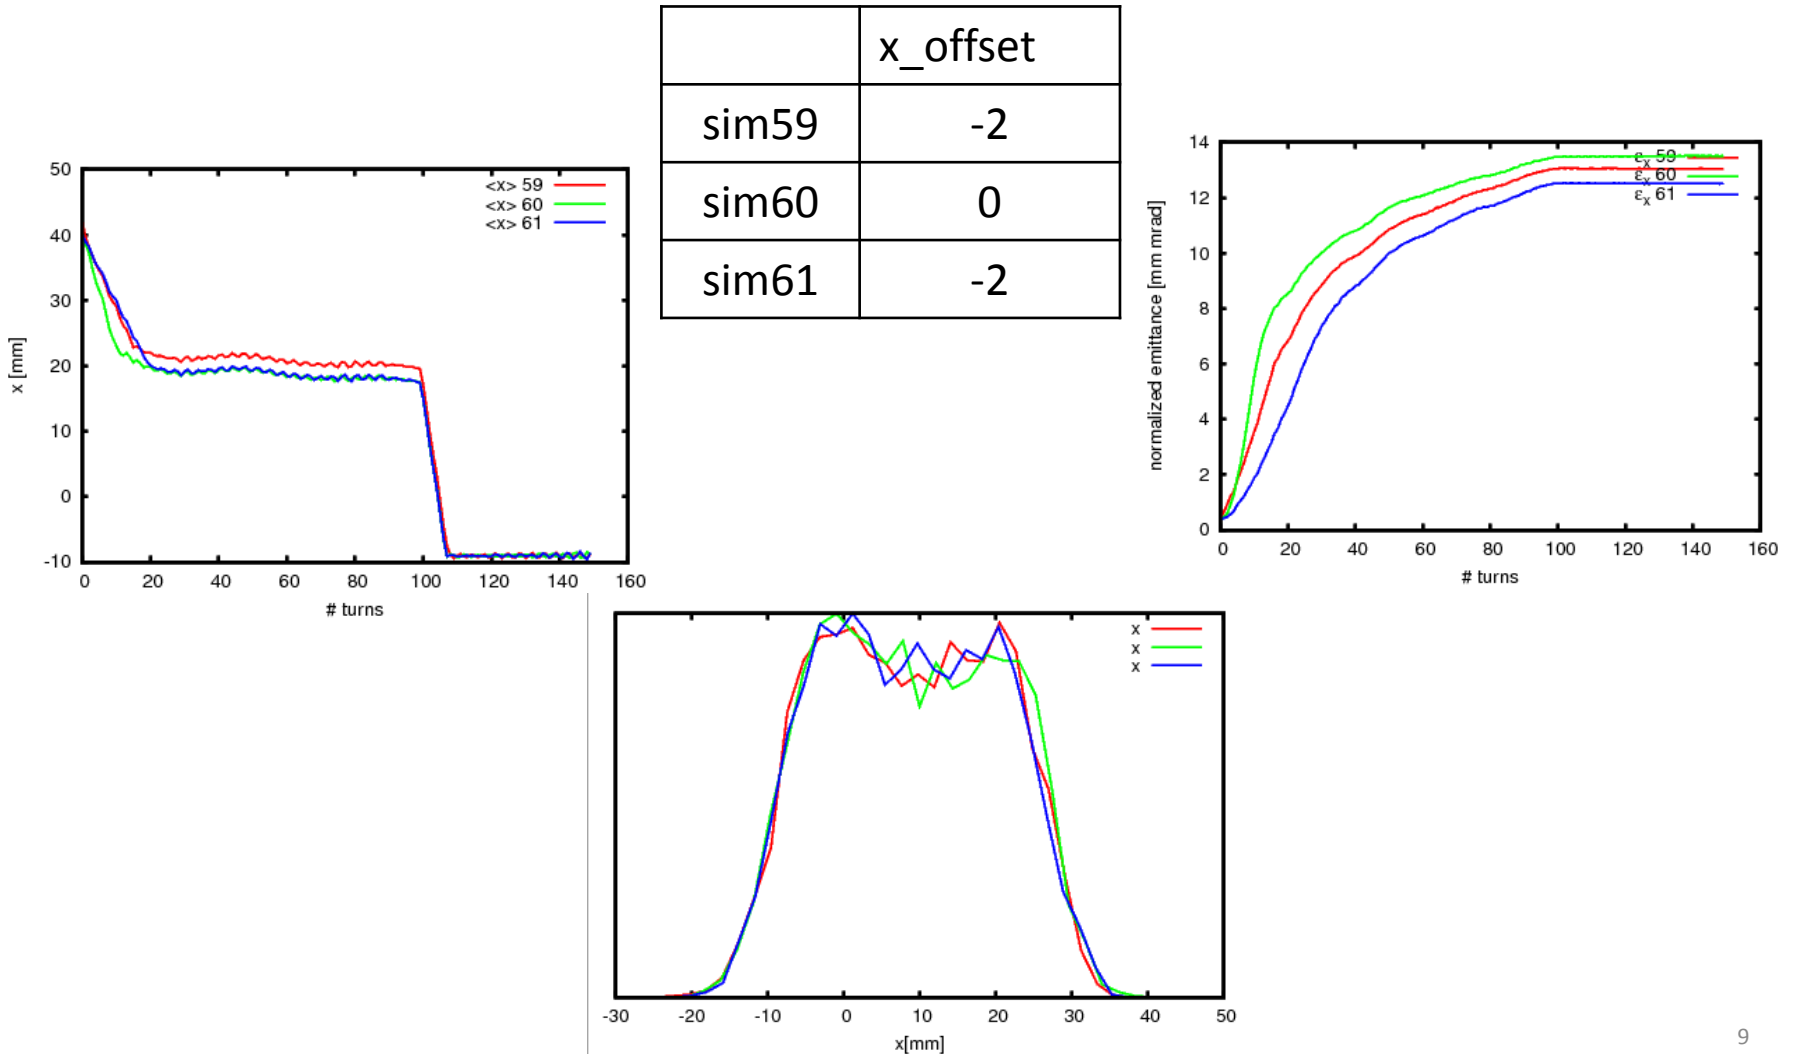 x_offset
sim59 -2
sim60 0
sim61 -2
50
40
30
20
10
0
-10
x [mm]
<x> 59
<x> 60
<x> 61
0 20 40 60 80 100 120 140 160
# turns
14
12
10
8
6
4
2
0
normalized emittance [mm mrad]
εx 59
εx 60
εx 61
0 20 40 60 80 100 120 140 160
# turns
x
x
x
-30 -20 -10 0 10 20 30 40 50
x[mm]
9